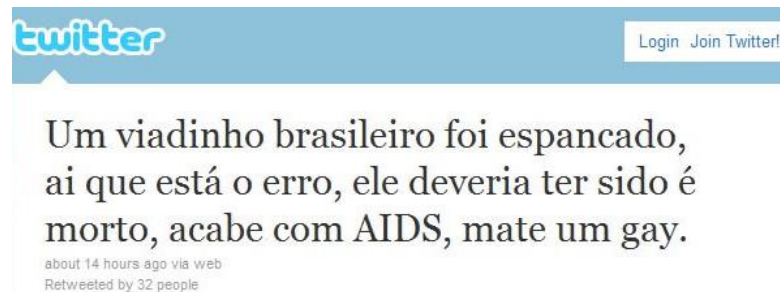 twitter
Login Join Twitter!
Um viadinho brasileiro foi espancado,
ai que está o erro, ele deveria ter sido é
morto, acabe com AIDS, mate um gay.
about 14 hours ago via web
Retweeted by 32 people